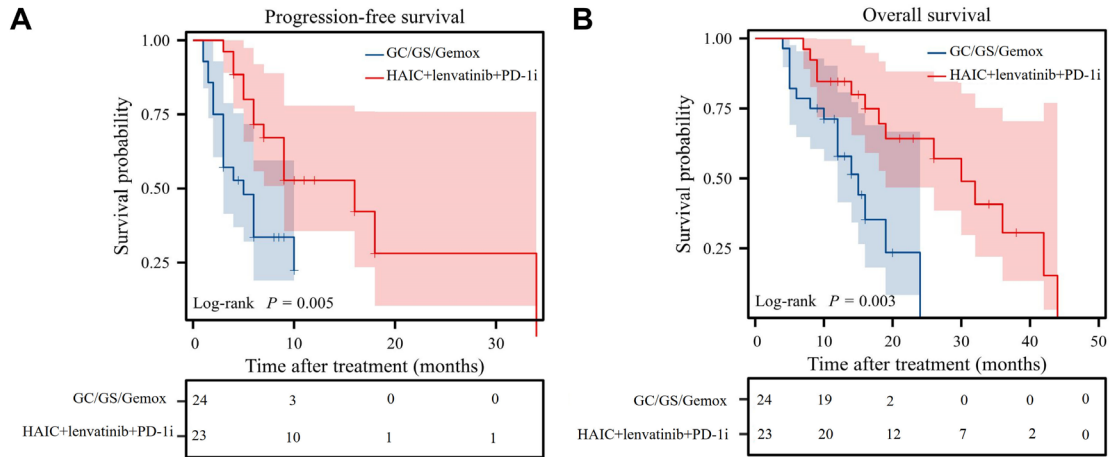 A
Progression-free survival
GC/GS/Gemox
HAIC+lenvatinib+PD-1i
Survival probability
1.00
0.75
0.50
0.25
Log-rank P = 0.005
0 10 20 30
Time after treatment (months)
GC/GS/Gemox 24 3 0 0
HAIC+lenvatinib+PD-1i 23 10 1 1
B
Overall survival
GC/GS/Gemox
HAIC+lenvatinib+PD-1i
Survival probability
1.00
0.75
0.50
0.25
Log-rank P = 0.003
0 10 20 30 40 50
Time after treatment (months)
GC/GS/Gemox 24 19 2 0 0 0
HAIC+lenvatinib+PD-1i 23 20 12 7 2 0